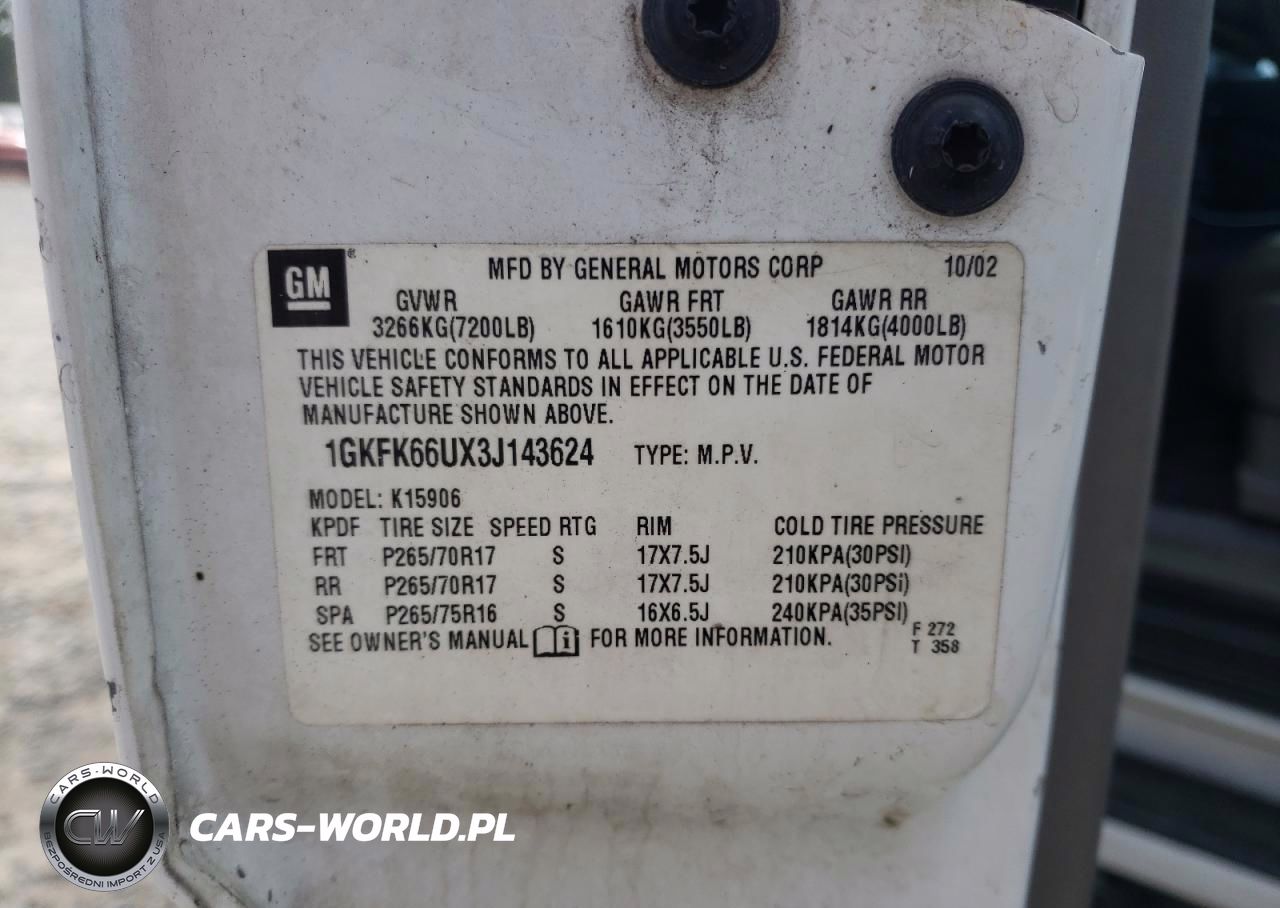 GM® MFD BY GENERAL MOTORS CORP 10/02
GVWR GAWR FRT GAWR RR
3266KG(7200LB) 1610KG(3550LB) 1814KG(4000LB)
THIS VEHICLE CONFORMS TO ALL APPLICABLE U.S. FEDERAL MOTOR
VEHICLE SAFETY STANDARDS IN EFFECT ON THE DATE OF
MANUFACTURE SHOWN ABOVE.
1GKFK66UX3J143624 TYPE: M.P.V.
MODEL: K15906
KPDF TIRE SIZE SPEED RTG RIM COLD TIRE PRESSURE
FRT P265/70R17 S 17X7.5J 210KPA(30PSI)
RR P265/70R17 S 17X7.5J 210KPA(30PSi)
SPA P265/75R16 S 16X6.5J 240KPA(35PSI)
SEE OWNER'S MANUAL i FOR MORE INFORMATION. F 272
T 358
CARS-WORLD
CW
BEZPOŚREDNI IMPORT Z USA
CARS-WORLD.PL